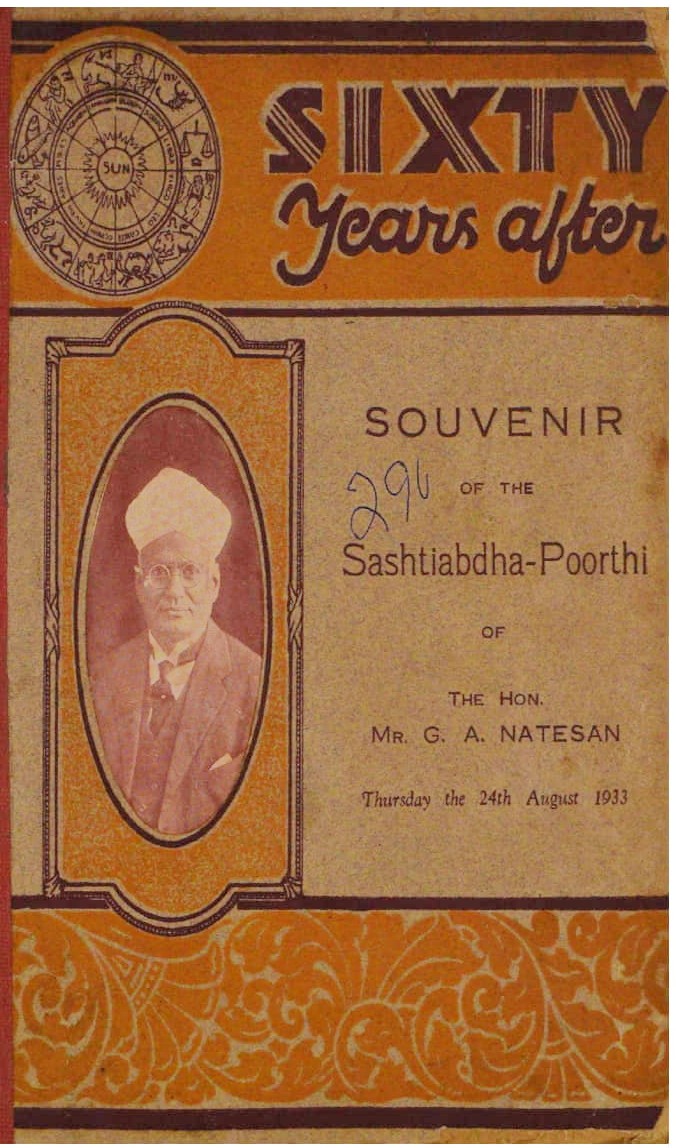 SUN
SIXTY
Years after
SOUVENIR
OF THE
Sashtiabdha-Poorthi
OF
THE HON.
MR. G. A. NATESAN
Thursday the 24th August 1933